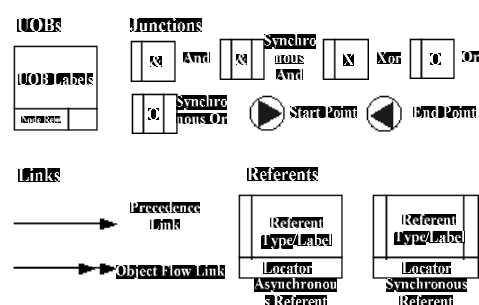 UOBs
Junctions
UOB Labels
Node Refs
&
And
&
Synchro
nous
And
X
Xor
O
Or
O
Synchro
nous Or
Start Point
End Point
Links
Referents
Precedence
Link
Object Flow Link
Referent
Type/Label
Locator
Asynchronou
s Referent
Referent
Type/Label
Locator
Synchronous
Referent